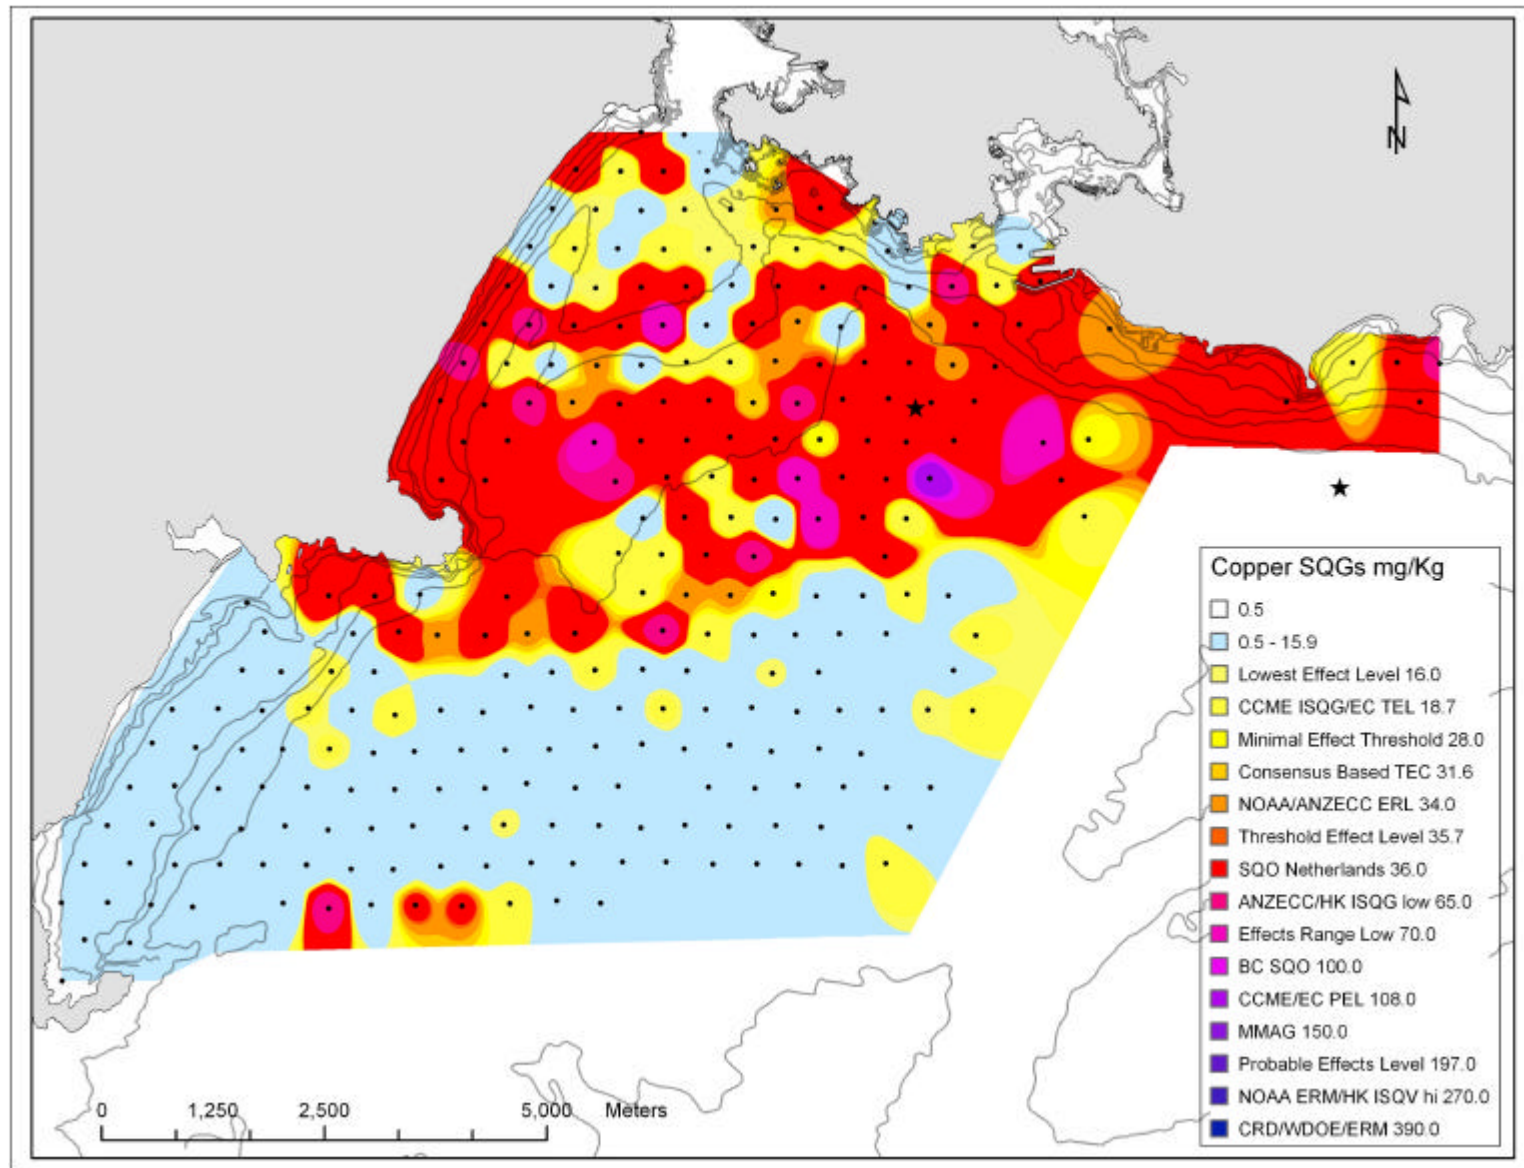 N
Copper SQGs mg/Kg
0.5
0.5 - 15.9
Lowest Effect Level 16.0
CCME ISQG/EC TEL 18.7
Minimal Effect Threshold 28.0
Consensus Based TEC 31.6
NOAA/ANZECC ERL 34.0
Threshold Effect Level 35.7
SQO Netherlands 36.0
ANZECC/HK ISQG low 65.0
Effects Range Low 70.0
BC SQO 100.0
CCME/EC PEL 108.0
MMAG 150.0
Probable Effects Level 197.0
NOAA ERM/HK ISQV hi 270.0
CRD/WDOE/ERM 390.0
0 1,250 2,500 5,000 Meters